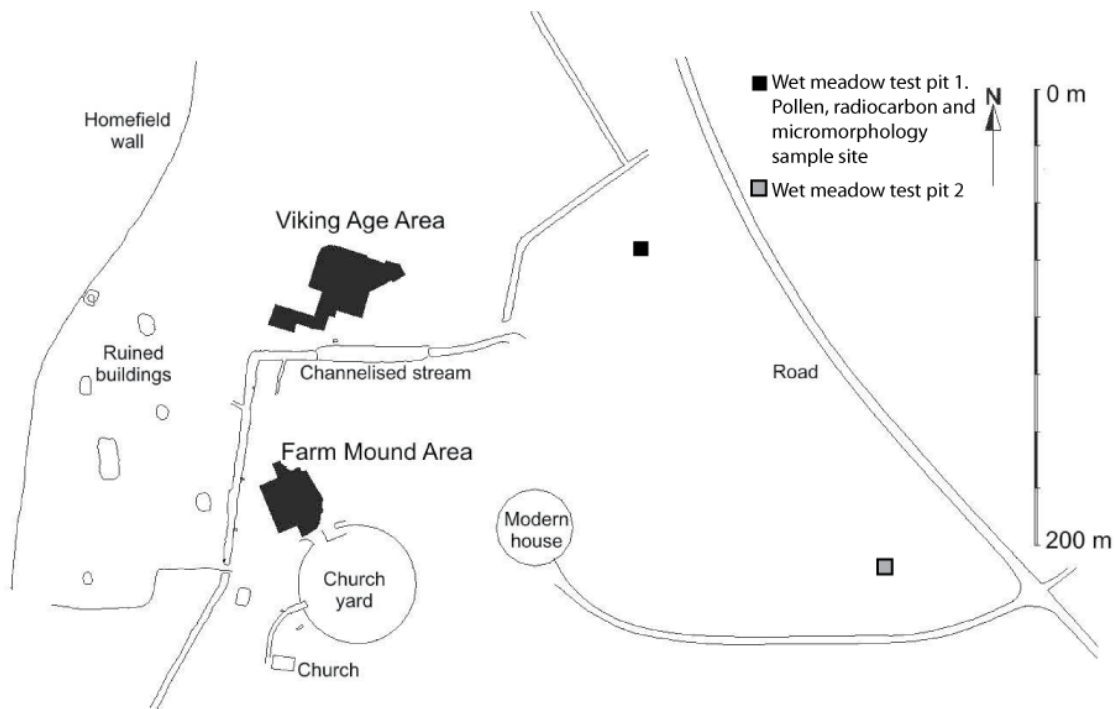 Wet meadow test pit 1.
Pollen, radiocarbon and
micromorphology
sample site
Wet meadow test pit 2
N
0 m
200 m
Homefield
wall
Viking Age Area
Ruined
buildings
Channelised stream
Road
Farm Mound Area
Modern
house
Church
yard
Church